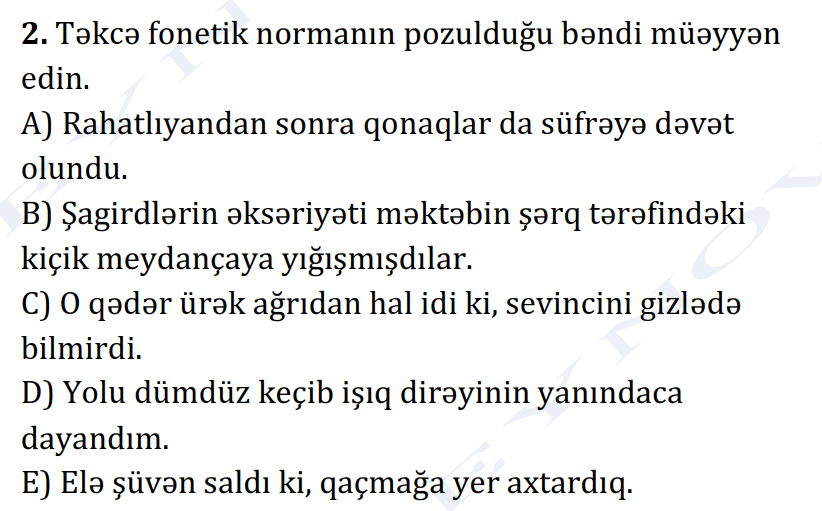 2. Təkcə fonetik normanın pozulduğu bəndi müəyyən
edin.
A) Rahatlıyandan sonra qonaqlar da süfrəyə dəvət
olundu.
B) Şagirdlərin əksəriyəti məktəbin şərq tərəfindəki
kiçik meydançaya yığışmışdılar.
C) O qədər ürək ağrıdan hal idi ki, sevincini gizlədə
bilmirdi.
D) Yolu dümdüz keçib işıq dirəyinin yanındaca
dayandım.
E) Elə şüvən saldı ki, qaçmağa yer axtardıq.